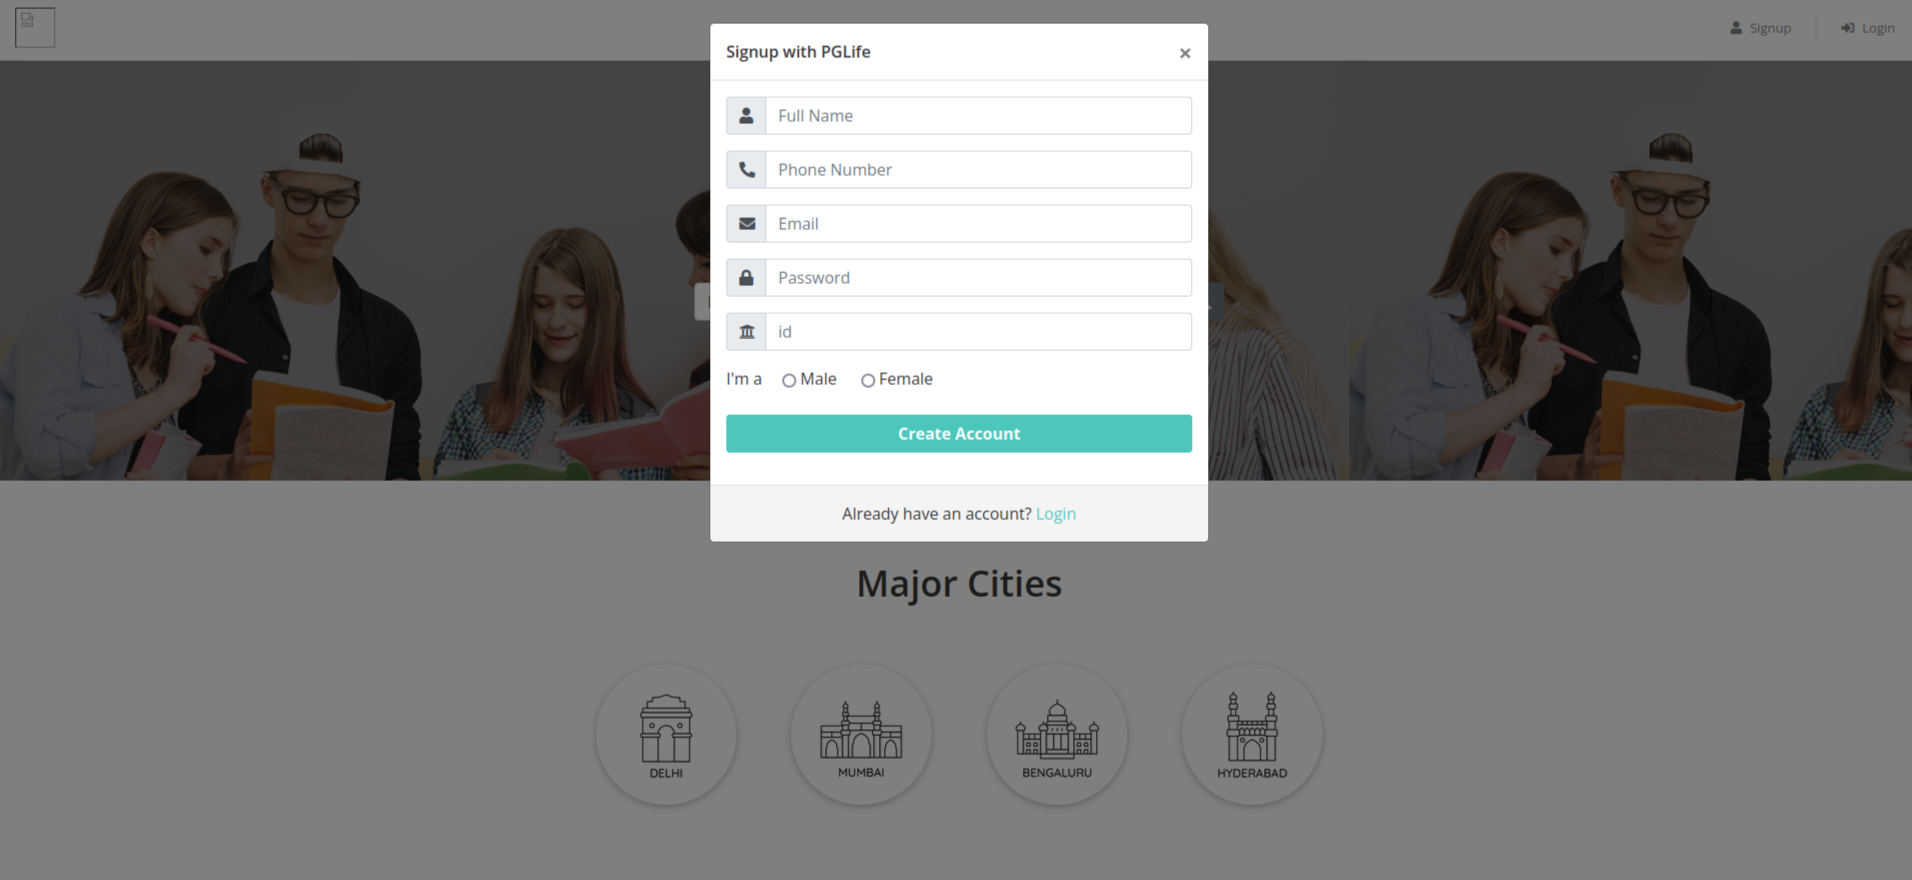 Signup
Login
Signup with PGLife
×
Full Name
Phone Number
Email
Password
id
I'm a Male Female
Create Account
Already have an account? Login
Major Cities
DELHI
MUMBAI
BENGALURU
HYDERABAD